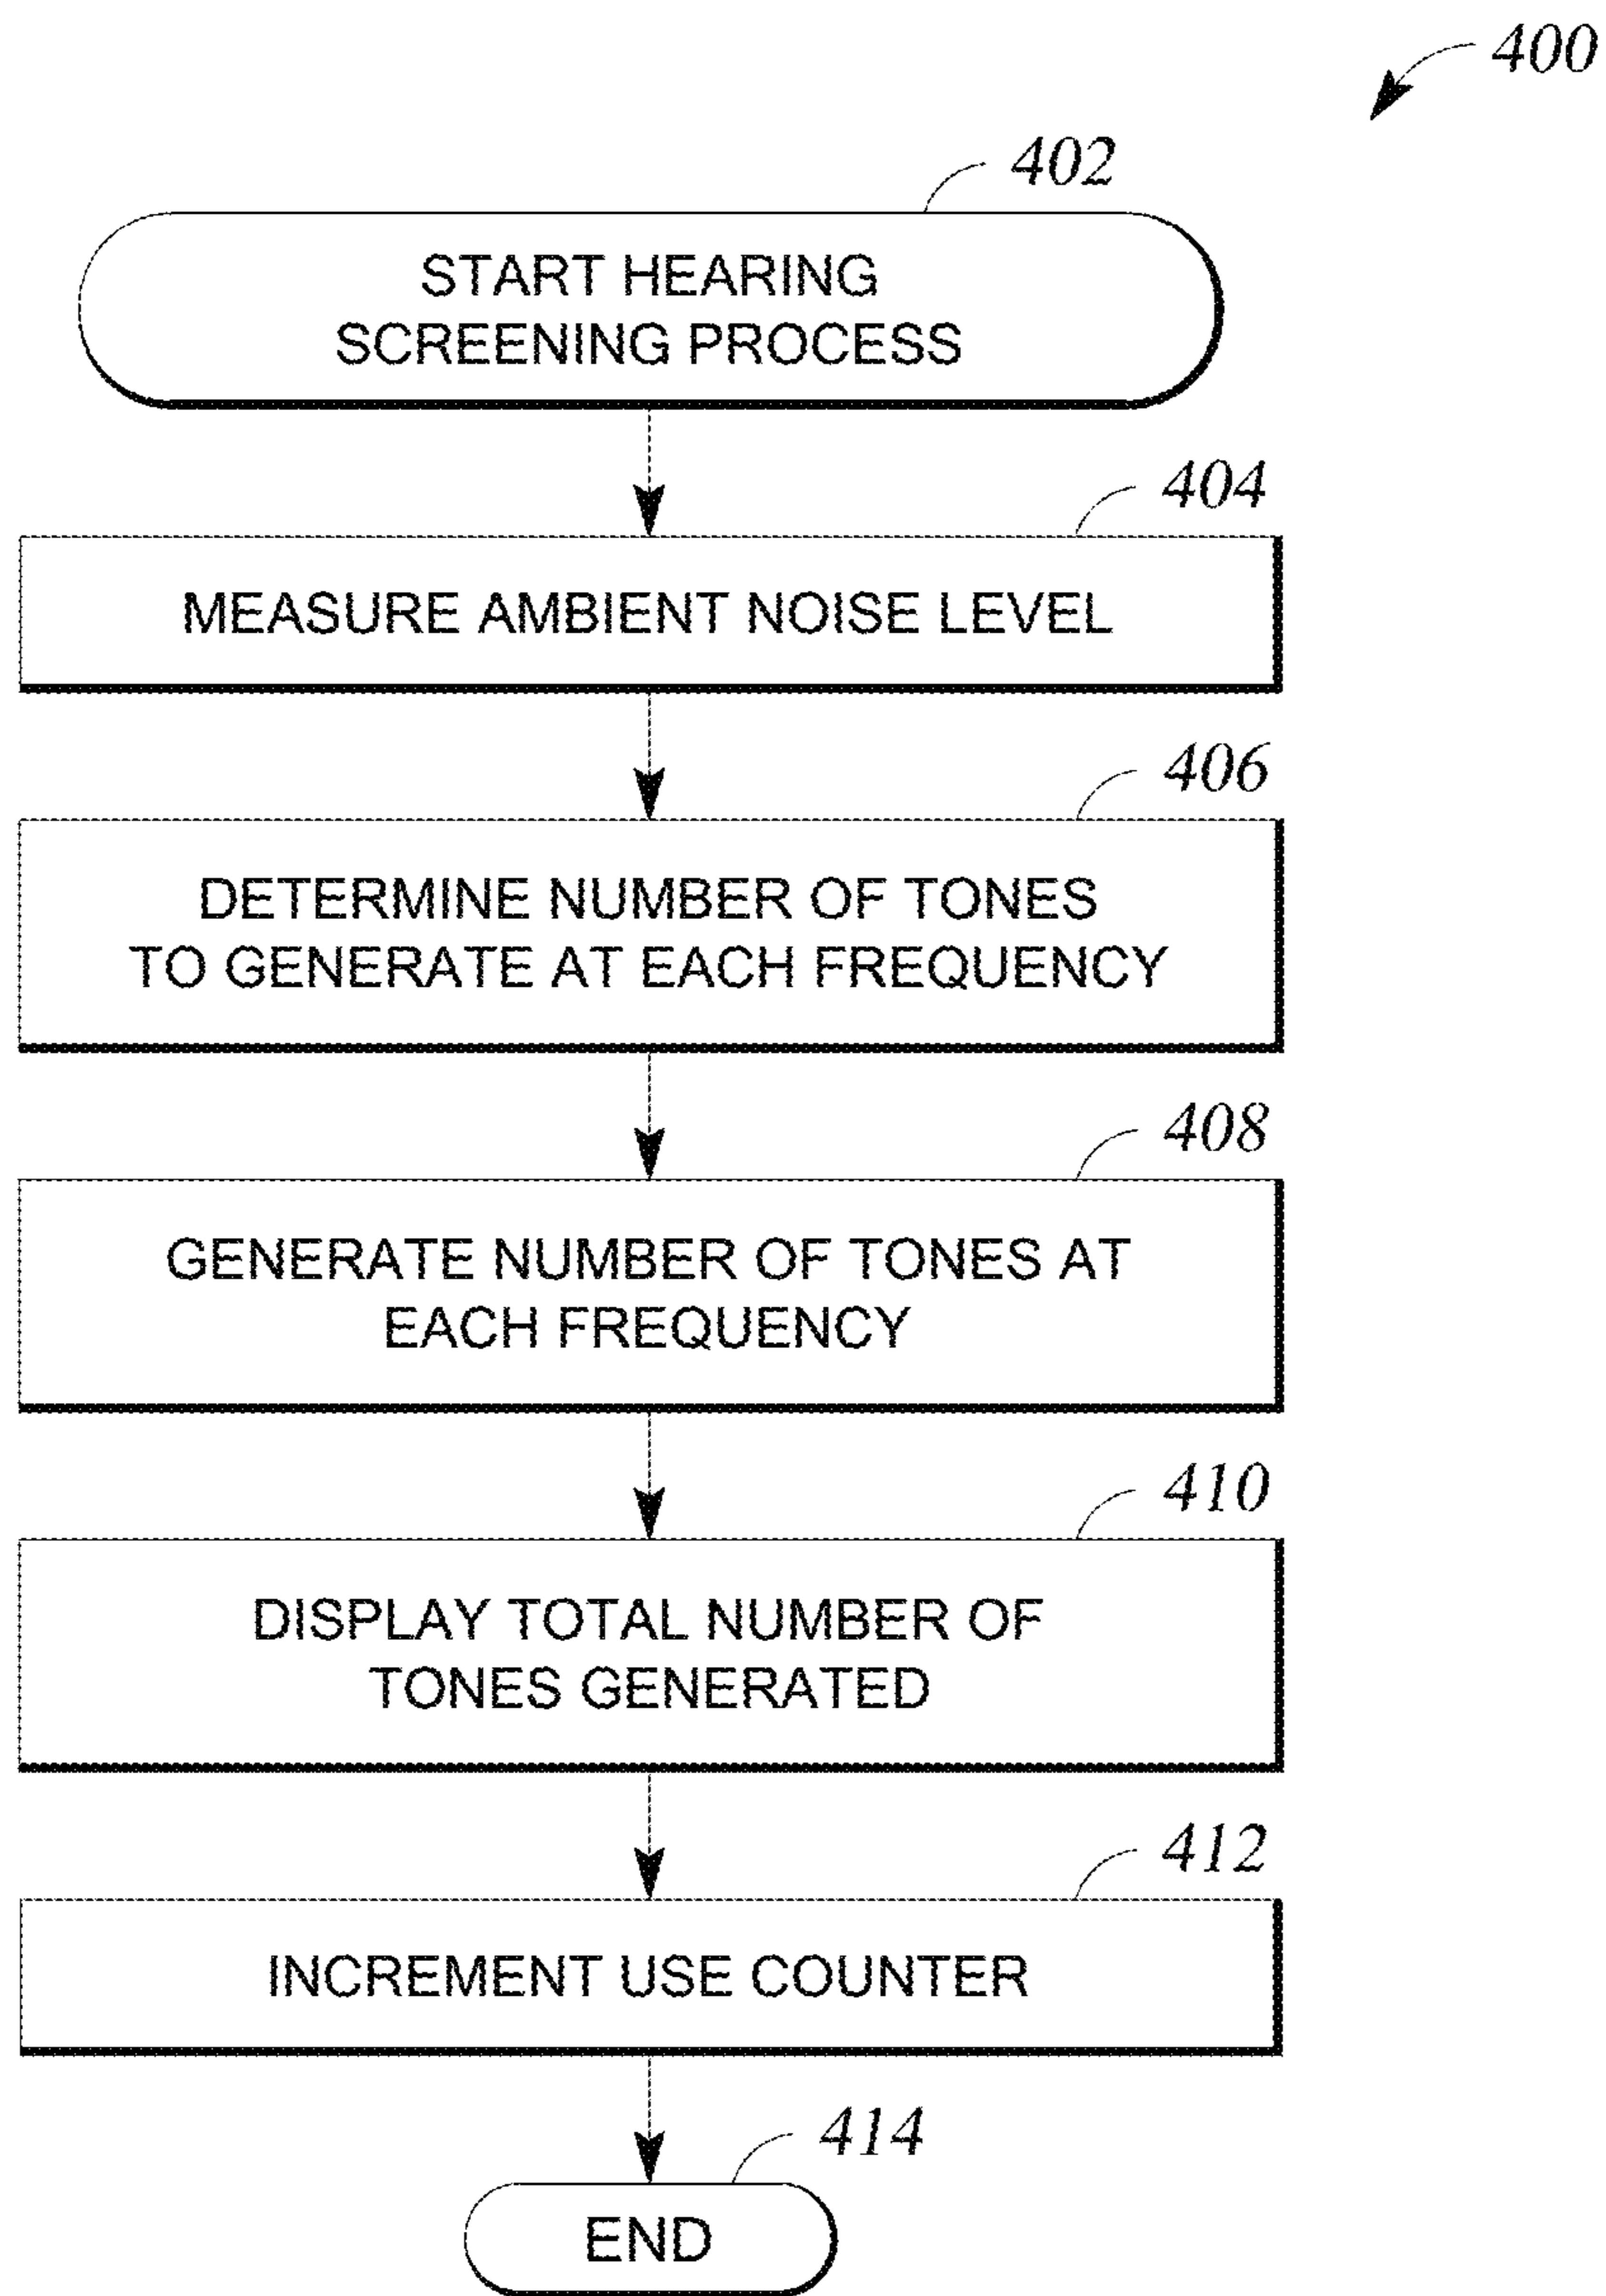 400
402
START HEARING
SCREENING PROCESS
404
MEASURE AMBIENT NOISE LEVEL
406
DETERMINE NUMBER OF TONES
TO GENERATE AT EACH FREQUENCY
408
GENERATE NUMBER OF TONES AT
EACH FREQUENCY
410
DISPLAY TOTAL NUMBER OF
TONES GENERATED
412
INCREMENT USE COUNTER
414
END